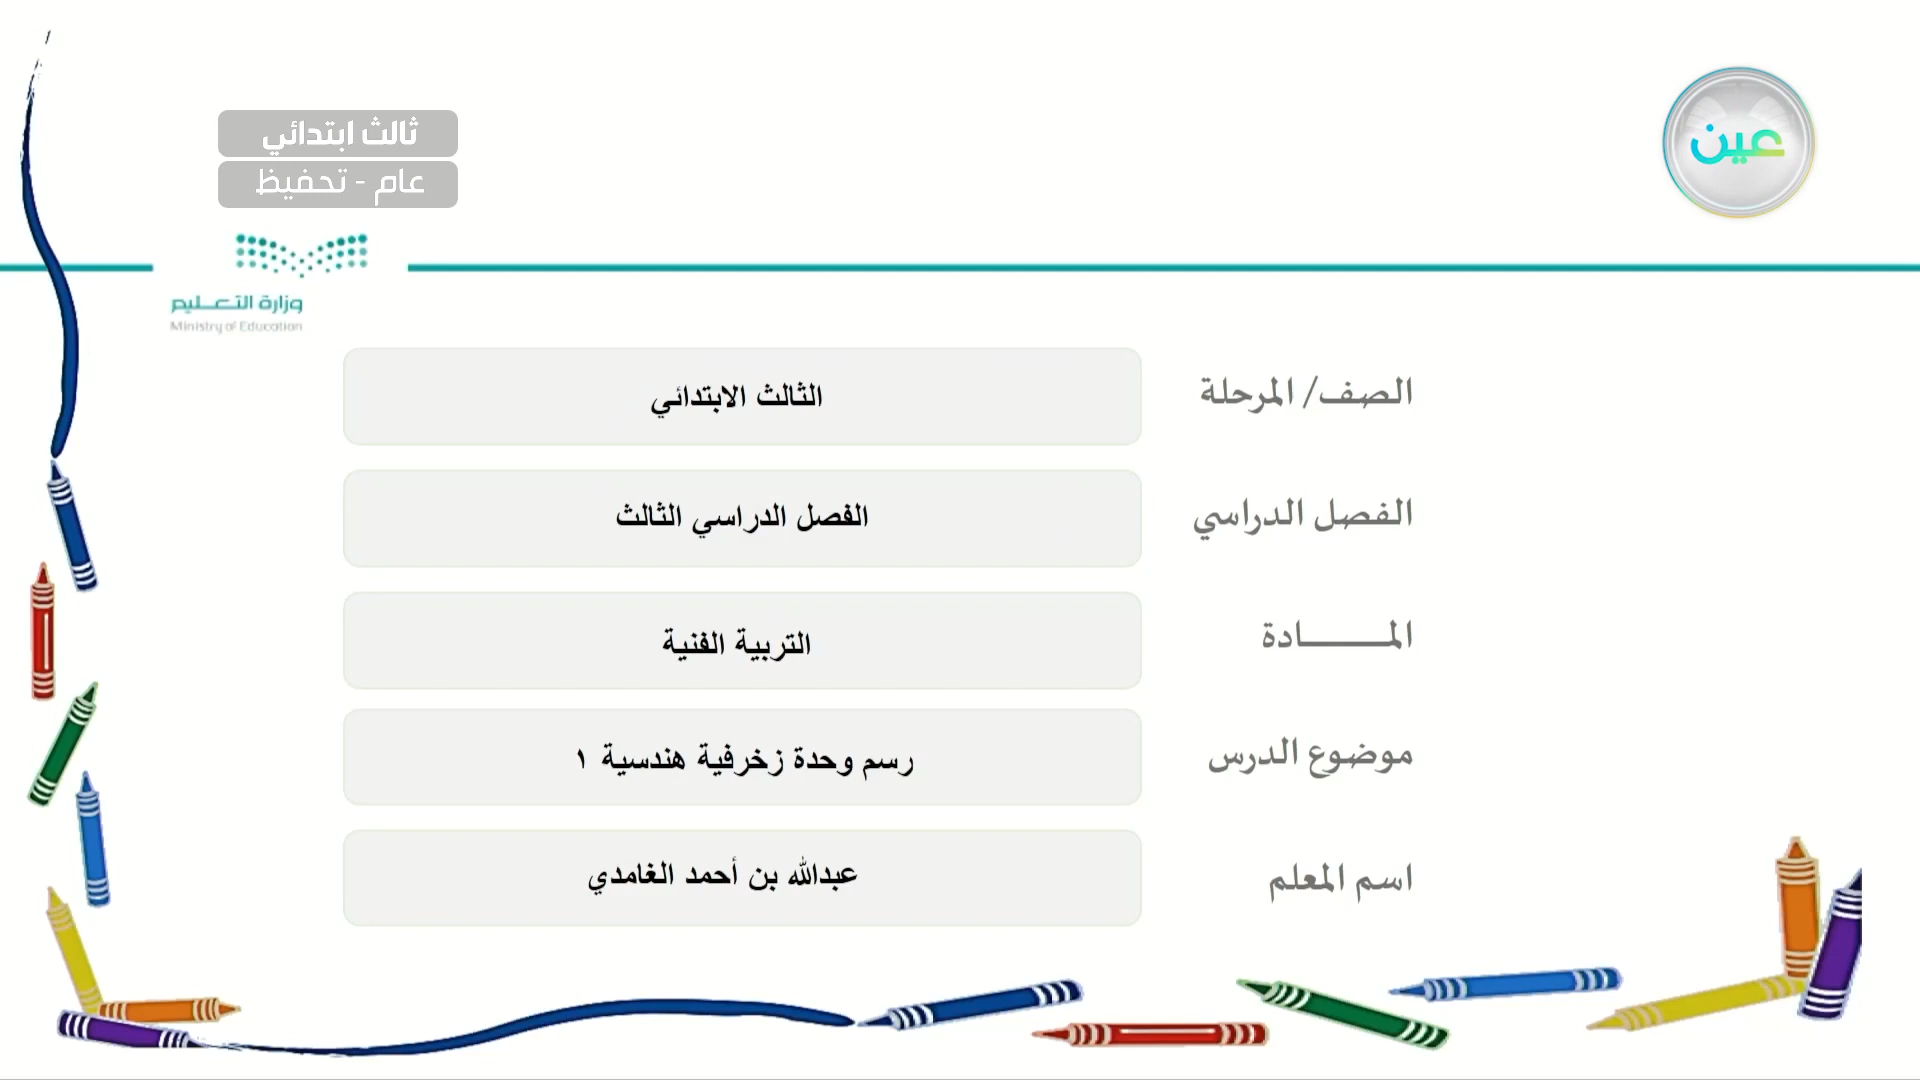 ثالث ابتدائي
عام - تحفيظ
عين
وزارة التعليم
Ministry of Education
الصف/ المرحلة
الثالث الابتدائي
الفصل الدراسي
الفصل الدراسي الثالث
المـــــــادة
التربية الفنية
موضوع الدرس
رسم وحدة زخرفية هندسية ١
اسم المعلم
عبدالله بن أحمد الغامدي